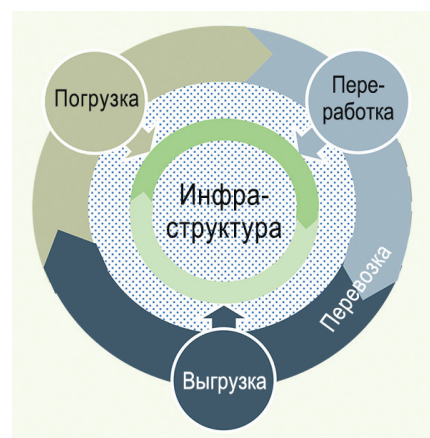 Погрузка
Пере-
работка
Инфра-
структура
Перевозка
Выгрузка